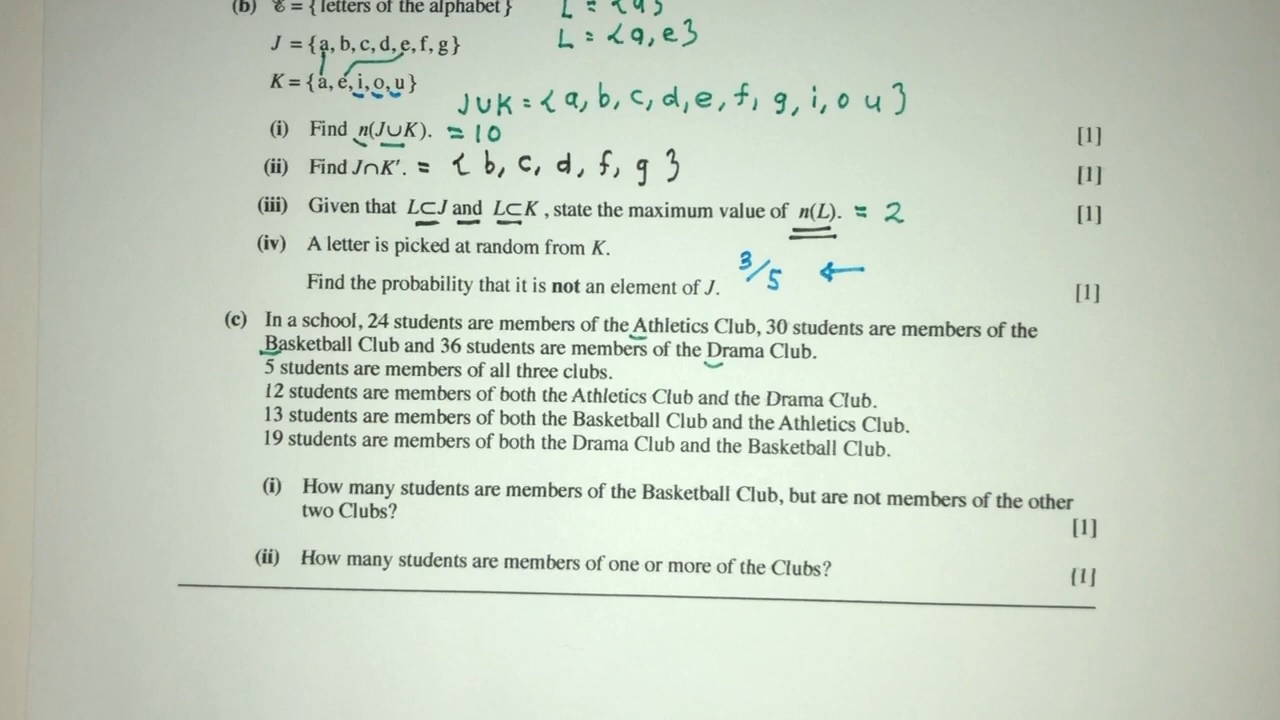 (b) ℰ = { letters of the alphabet } L = {a}
J = {a, b, c, d, e, f, g} L = {a, e}
K = {a, e, i, o, u}
J∪K = {a, b, c, d, e, f, g, i, o u}
(i) Find n(J∪K). = 10 [1]
(ii) Find J∩K′. = { b, c, d, f, g } [1]
(iii) Given that L⊂J and L⊂K , state the maximum value of n(L). = 2 [1]
(iv) A letter is picked at random from K.
Find the probability that it is not an element of J. 3/5 ← [1]
(c) In a school, 24 students are members of the Athletics Club, 30 students are members of the
Basketball Club and 36 students are members of the Drama Club.
5 students are members of all three clubs.
12 students are members of both the Athletics Club and the Drama Club.
13 students are members of both the Basketball Club and the Athletics Club.
19 students are members of both the Drama Club and the Basketball Club.
(i) How many students are members of the Basketball Club, but are not members of the other
two Clubs? [1]
(ii) How many students are members of one or more of the Clubs? [1]